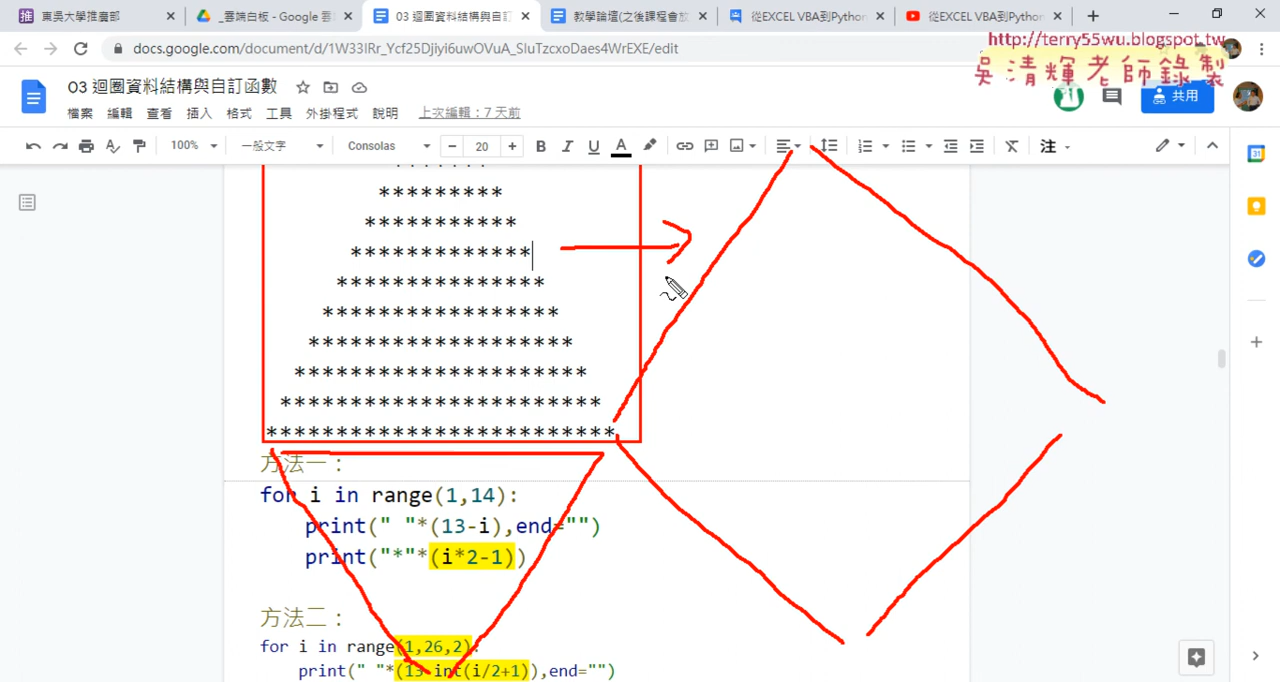 東吳大學推廣部
_雲端白板 - Google 雲
03 迴圈資料結構與自訂
教學論壇(之後課程會放
從EXCEL VBA到Python
從EXCEL VBA到Python
docs.google.com/document/d/1W33lRr_Ycf25Djiyi6uwOVuA_SluTzcxoDaes4WrEXE/edit
http://terry55wu.blogspot.tw
吳清輝老師錄製
03 迴圈資料結構與自訂函數
檔案 編輯 查看 插入 格式 工具 外掛程式 說明 上次編輯：7 天前
共用
100% 一般文字 Consolas 20 B I U A 注
*********
***********
*************
***************
*****************
*******************
*********************
***********************
*************************
方法一：
for i in range(1,14):
print(" "*(13-i),end="")
print("*"*(i*2-1))
方法二：
for i in range(1,26,2):
print(" "*(13-int(i/2+1)),end="")